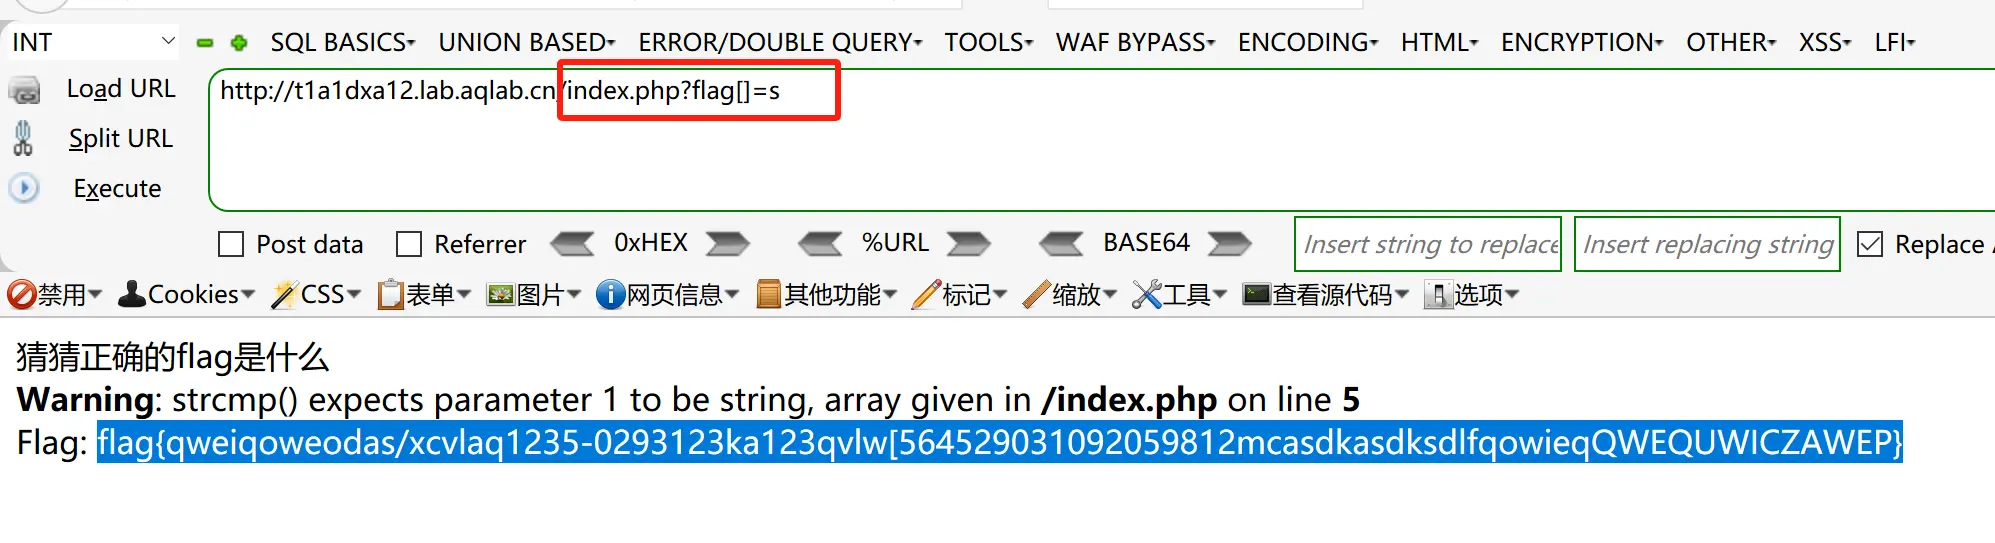 INT SQL BASICS UNION BASED ERROR/DOUBLE QUERY TOOLS WAF BYPASS ENCODING HTML ENCRYPTION OTHER XSS LFI
Load URL http://t1a1dxa12.lab.aqlab.cn/index.php?flag[]=s
Split URL
Execute
Post data Referrer 0xHEX %URL BASE64 Insert string to replace Insert replacing string Replace
禁用 Cookies CSS 表单 图片 网页信息 其他功能 标记 缩放 工具 查看源代码 选项
猜猜正确的flag是什么
Warning: strcmp() expects parameter 1 to be string, array given in /index.php on line 5
Flag: flag{qweiqoweodas/xcvlaq1235-0293123ka123qvlw[564529031092059812mcasdkasdksdlfqowieqQWEQUWICZAWEP}